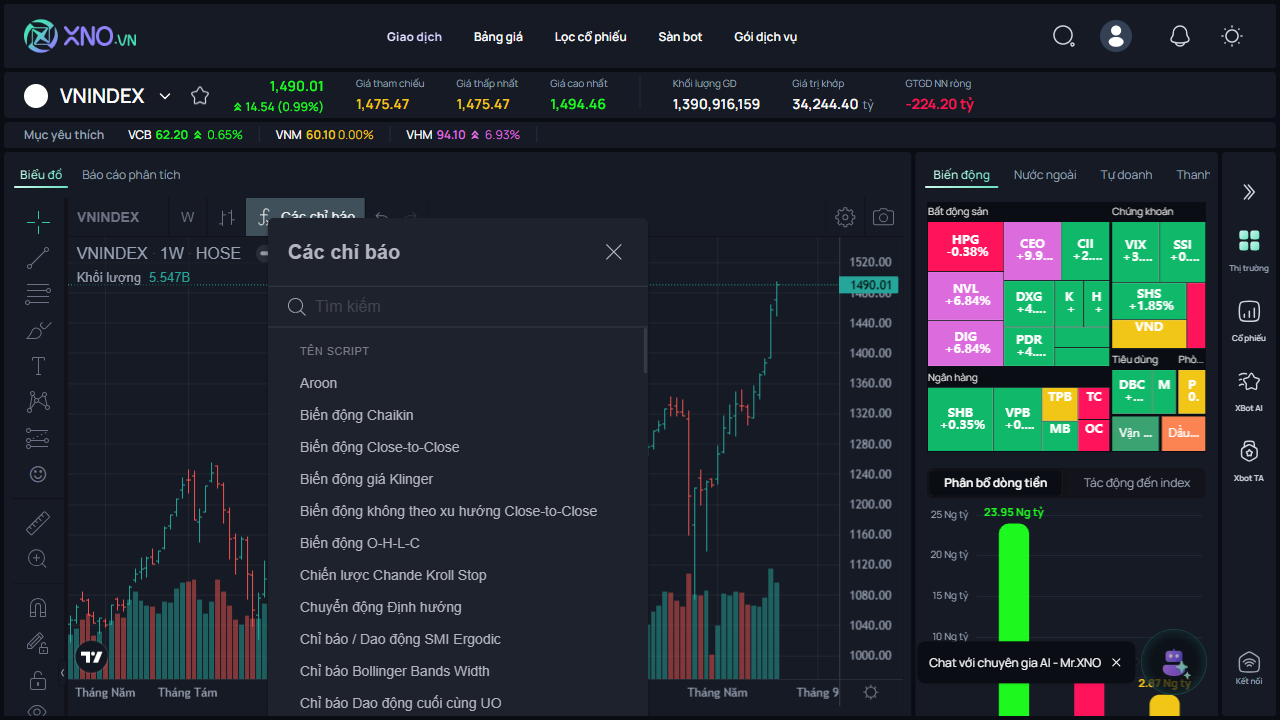 XNO.VN
Giao dịch
Bảng giá
Lọc cổ phiếu
Sàn bot
Gói dịch vụ
VNINDEX
1,490.01
14.54 (0.99%)
Giá tham chiếu
1,475.47
Giá thấp nhất
1,475.47
Giá cao nhất
1,494.46
Khối lượng GD
1,390,916,159
Giá trị khớp
34,244.40 tỷ
GTGD NN ròng
-224.20 tỷ
Mục yêu thích
VCB 62.20 0.65%
VNM 60.10 0.00%
VHM 94.10 6.93%
Biểu đồ
Báo cáo phân tích
VNINDEX
W
Các chỉ báo
VNINDEX · 1W · HOSE
Khối lượng 5.547B
Các chỉ báo
Tìm kiếm
TÊN SCRIPT
Aroon
Biến động Chaikin
Biến động Close-to-Close
Biến động giá Klinger
Biến động không theo xu hướng Close-to-Close
Biến động O-H-L-C
Chiến lược Chande Kroll Stop
Chuyển động Định hướng
Chỉ báo / Dao động SMI Ergodic
Chỉ báo Bollinger Bands Width
Chỉ báo Dao động cuối cùng UO
1520.00
1490.01
1480.00
1440.00
1400.00
1360.00
1320.00
1280.00
1240.00
1200.00
1160.00
1120.00
1080.00
1040.00
1000.00
Tháng Năm
Tháng Tám
Tháng Năm
Tháng 9
Biến động
Nước ngoài
Tự doanh
Thanh
Bất động sản
HPG
-0.38%
CEO
+9.9...
CII
+2....
NVL
+6.84%
DXG
+4....
K
+
H
+
DIG
+6.84%
PDR
+4....
Chứng khoán
VIX
+3....
SSI
+0....
SHS
+1.85%
VND
Ngân hàng
SHB
+0.35%
VPB
+0....
TPB
TC
MB
OC
Tiêu dùng
DBC
+...
M
Phò...
P
0.
Vận ...
Dầu...
Phân bổ dòng tiền
Tác động đến index
25 Ng tỷ
23.95 Ng tỷ
20 Ng tỷ
15 Ng tỷ
10 Ng tỷ
Chat với chuyên gia AI - Mr.XNO
2.87 Ng tỷ
Thị trường
Cổ phiếu
XBot AI
Xbot TA
Kết nối